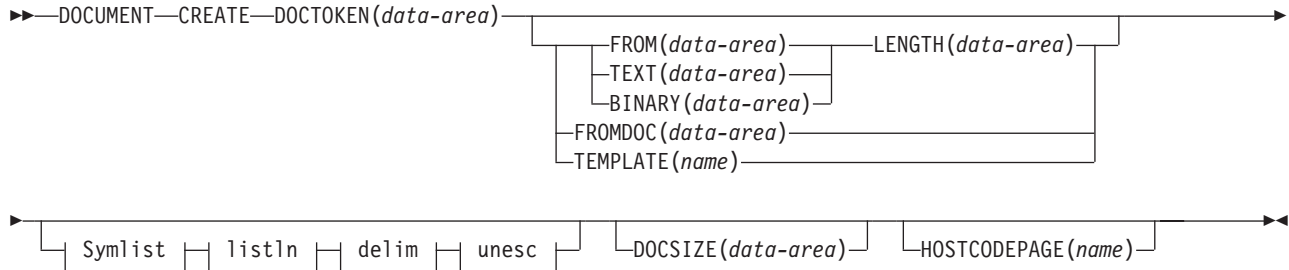 DOCUMENT CREATE DOCTOKEN(data-area)
FROM(data-area) LENGTH(data-area)
TEXT(data-area)
BINARY(data-area)
FROMDOC(data-area)
TEMPLATE(name)
Symlist listln delim unesc DOCSIZE(data-area) HOSTCODEPAGE(name)